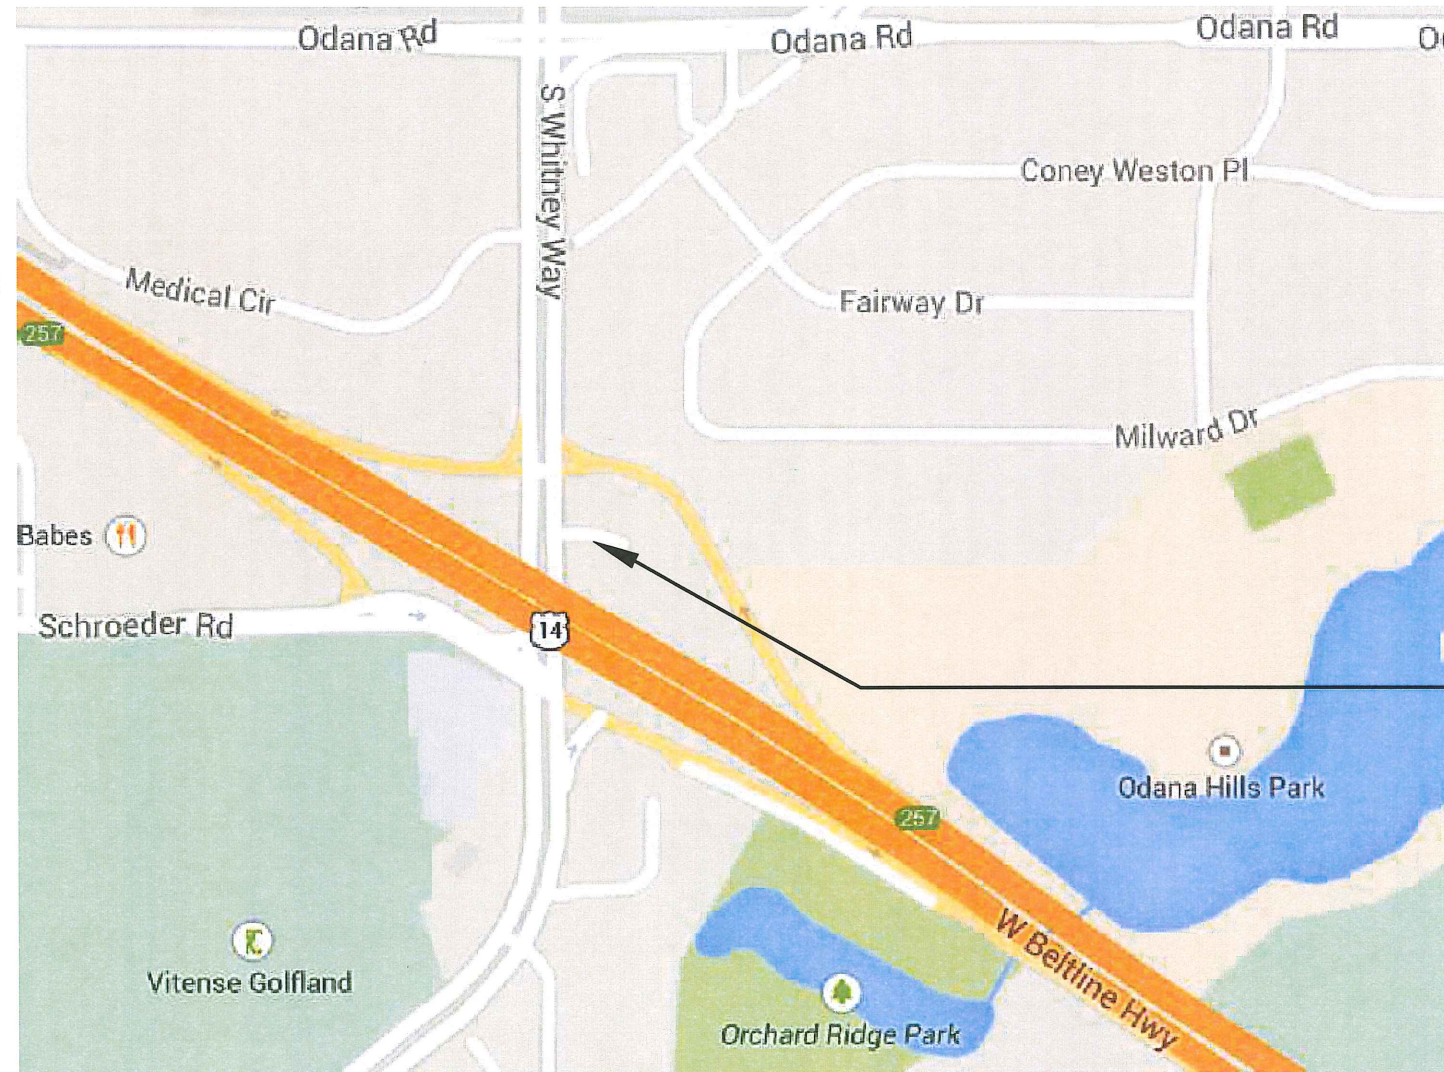 Odana Rd
Odana Rd
Odana Rd
S Whitney Way
Coney Weston Pl
Medical Cir
Fairway Dr
257
Milward Dr
Babes
Schroeder Rd
14
Odana Hills Park
257
W Beltline Hwy
Vitense Golfland
Orchard Ridge Park